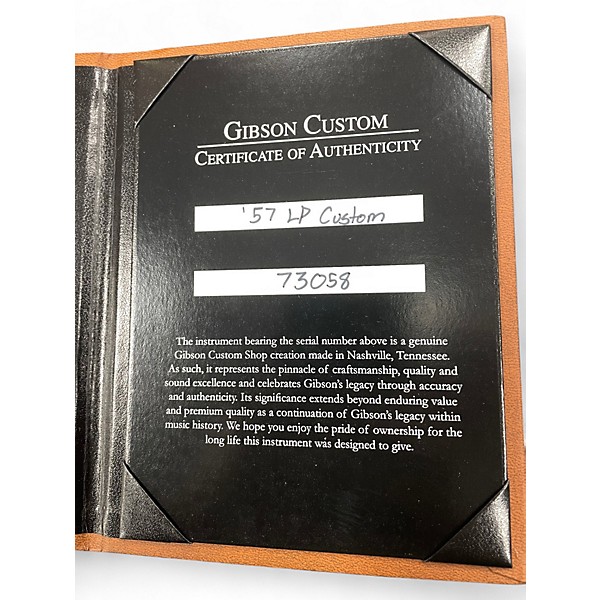 GIBSON CUSTOM
CERTIFICATE OF AUTHENTICITY
'57 LP Custom
73058
The instrument bearing the serial number above is a genuine
Gibson Custom Shop creation made in Nashville, Tennessee.
As such, it represents the pinnacle of craftsmanship, quality and
sound excellence and celebrates Gibson's legacy through accuracy
and authenticity. Its significance extends beyond enduring value
and premium quality as a continuation of Gibson's legacy within
music history. We hope you enjoy the pride of ownership for the
long life this instrument was designed to give.